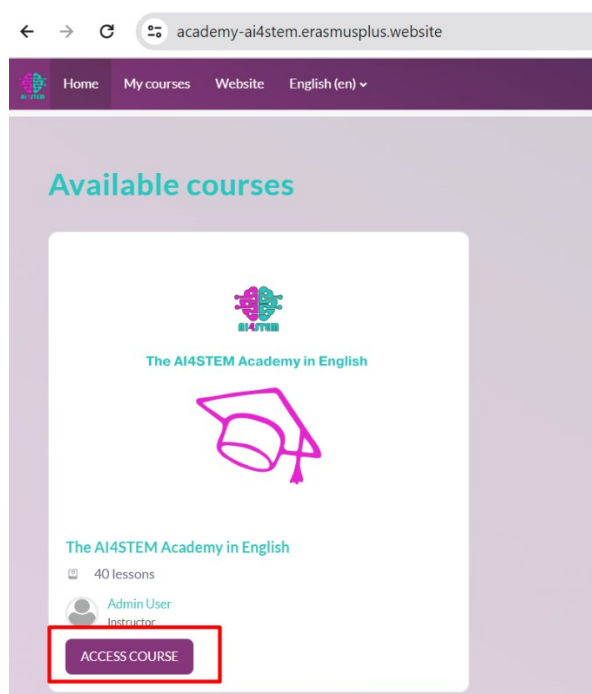 academy-ai4stem.erasmusplus.website
Home My courses Website English (en)
AI4STEM
Available courses
AI4STEM
The AI4STEM Academy in English
The AI4STEM Academy in English
40 lessons
Admin User
Instructor
ACCESS COURSE